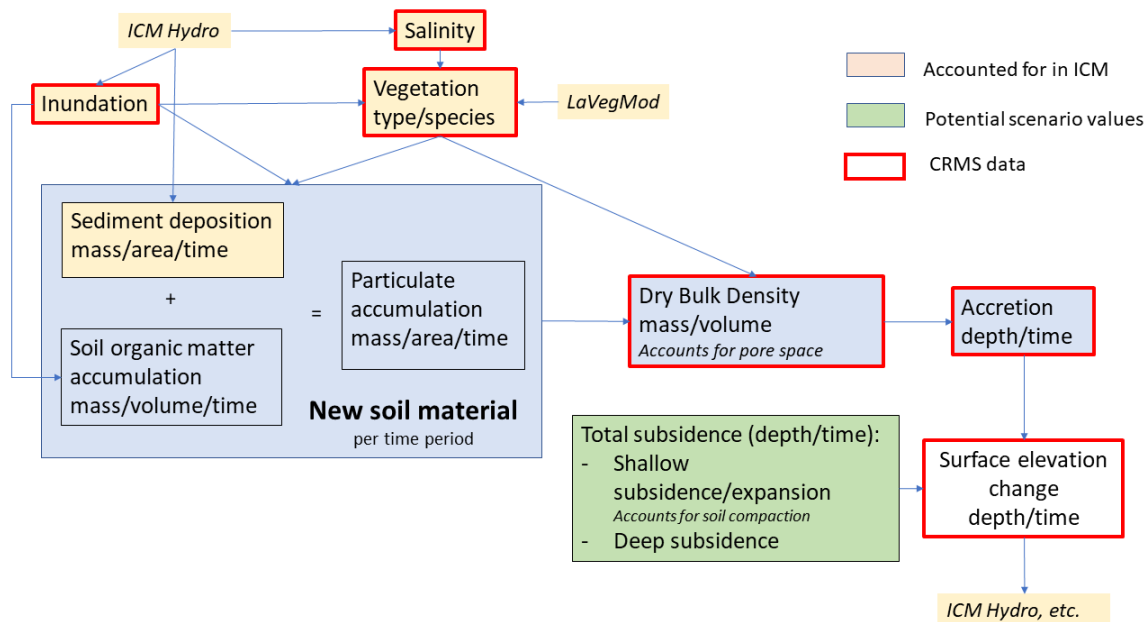 ICM Hydro
Salinity
Inundation
Vegetation
type/species
LaVegMod
Accounted for in ICM
Potential scenario values
CRMS data
Sediment deposition
mass/area/time
+
Soil organic matter
accumulation
mass/volume/time
=
Particulate
accumulation
mass/area/time
New soil material
per time period
Dry Bulk Density
mass/volume
Accounts for pore space
Accretion
depth/time
Total subsidence (depth/time):
- Shallow
subsidence/expansion
Accounts for soil compaction
- Deep subsidence
Surface elevation
change
depth/time
ICM Hydro, etc.